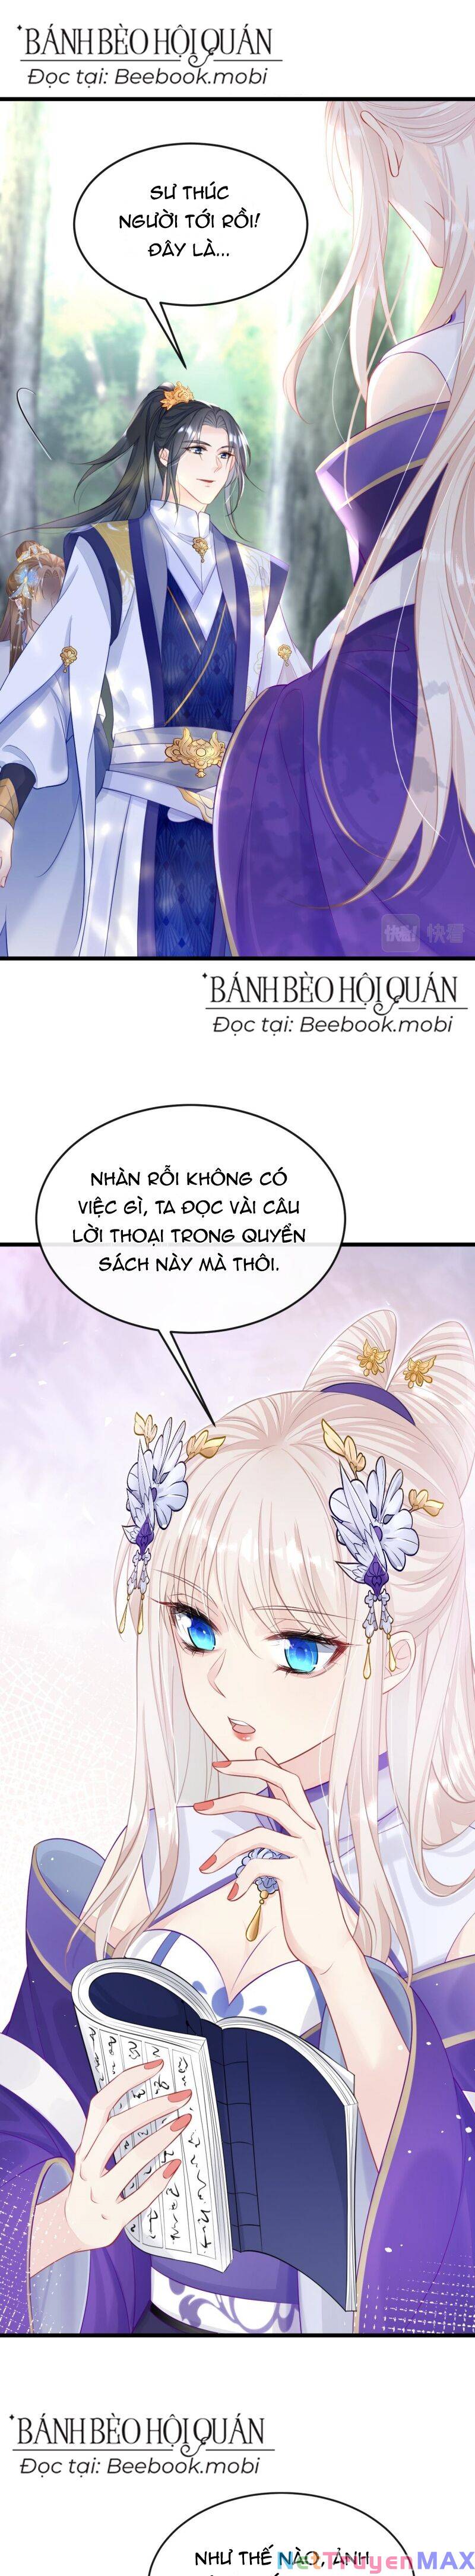 BÁNH BÈO HỘI QUÁN
Đọc tại: Beebook.mobi
SƯ THÚC
NGƯỜI TỚI RỒI!
ĐÂY LÀ...
快看! 快看
BÁNH BÈO HỘI QUÁN
Đọc tại: Beebook.mobi
NHÀN RỖI KHÔNG CÓ
VIỆC GÌ, TA ĐỌC VÀI CÂU
LỜI THOẠI TRONG QUYỂN
SÁCH NÀY MÀ THÔI.
BÁNH BÈO HỘI QUÁN
Đọc tại: Beebook.mobi
NHƯ THẾ NÀO, ẢNH
NETTRUYENMAX